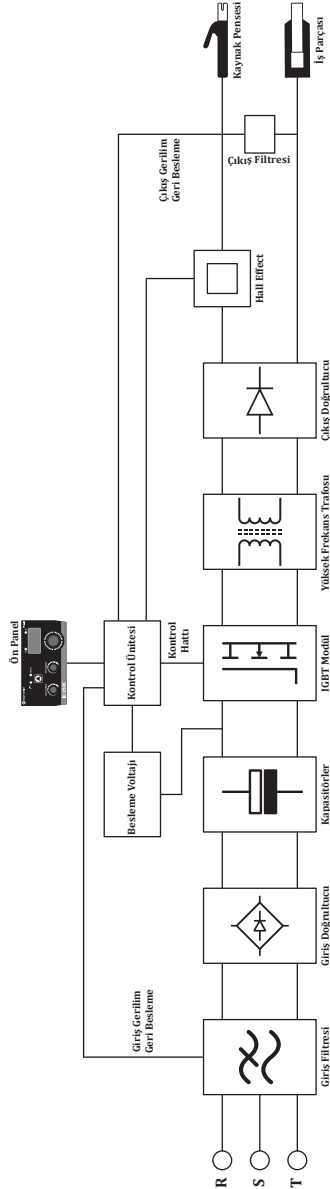 Ön Panel
Kaynak Pensesi
İş Parçası
Çıkış Gerilim
Geri Besleme
Çıkış Filtresi
Hall Effect
Çıkış Doğrultucu
Yüksek Frekans Trafosu
Kontrol Ünitesi
Kontrol
Hattı
IGBT Modül
Besleme Voltajı
Kapasitörler
Giriş Doğrultucu
Giriş Gerilim
Geri Besleme
Giriş Filtresi
R
S
T